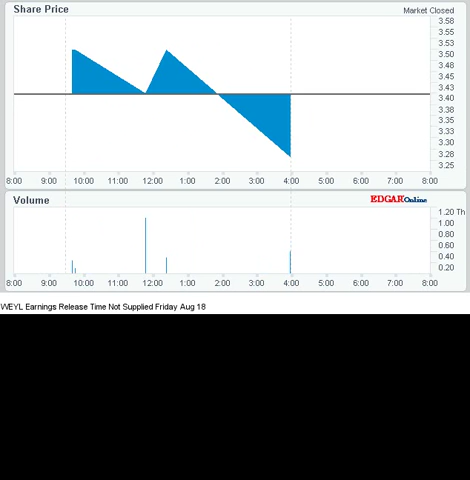 Share Price
Market Closed
3.58
3.55
3.53
3.50
3.48
3.45
3.43
3.40
3.38
3.35
3.33
3.30
3.28
3.25
8:00 9:00 10:00 11:00 12:00 1:00 2:00 3:00 4:00 5:00 6:00 7:00 8:00
Volume
EDGAROnline
1.20 Th
1.00
0.80
0.60
0.40
0.20
8:00 9:00 10:00 11:00 12:00 1:00 2:00 3:00 4:00 5:00 6:00 7:00 8:00
WEYL Earnings Release Time Not Supplied Friday Aug 18